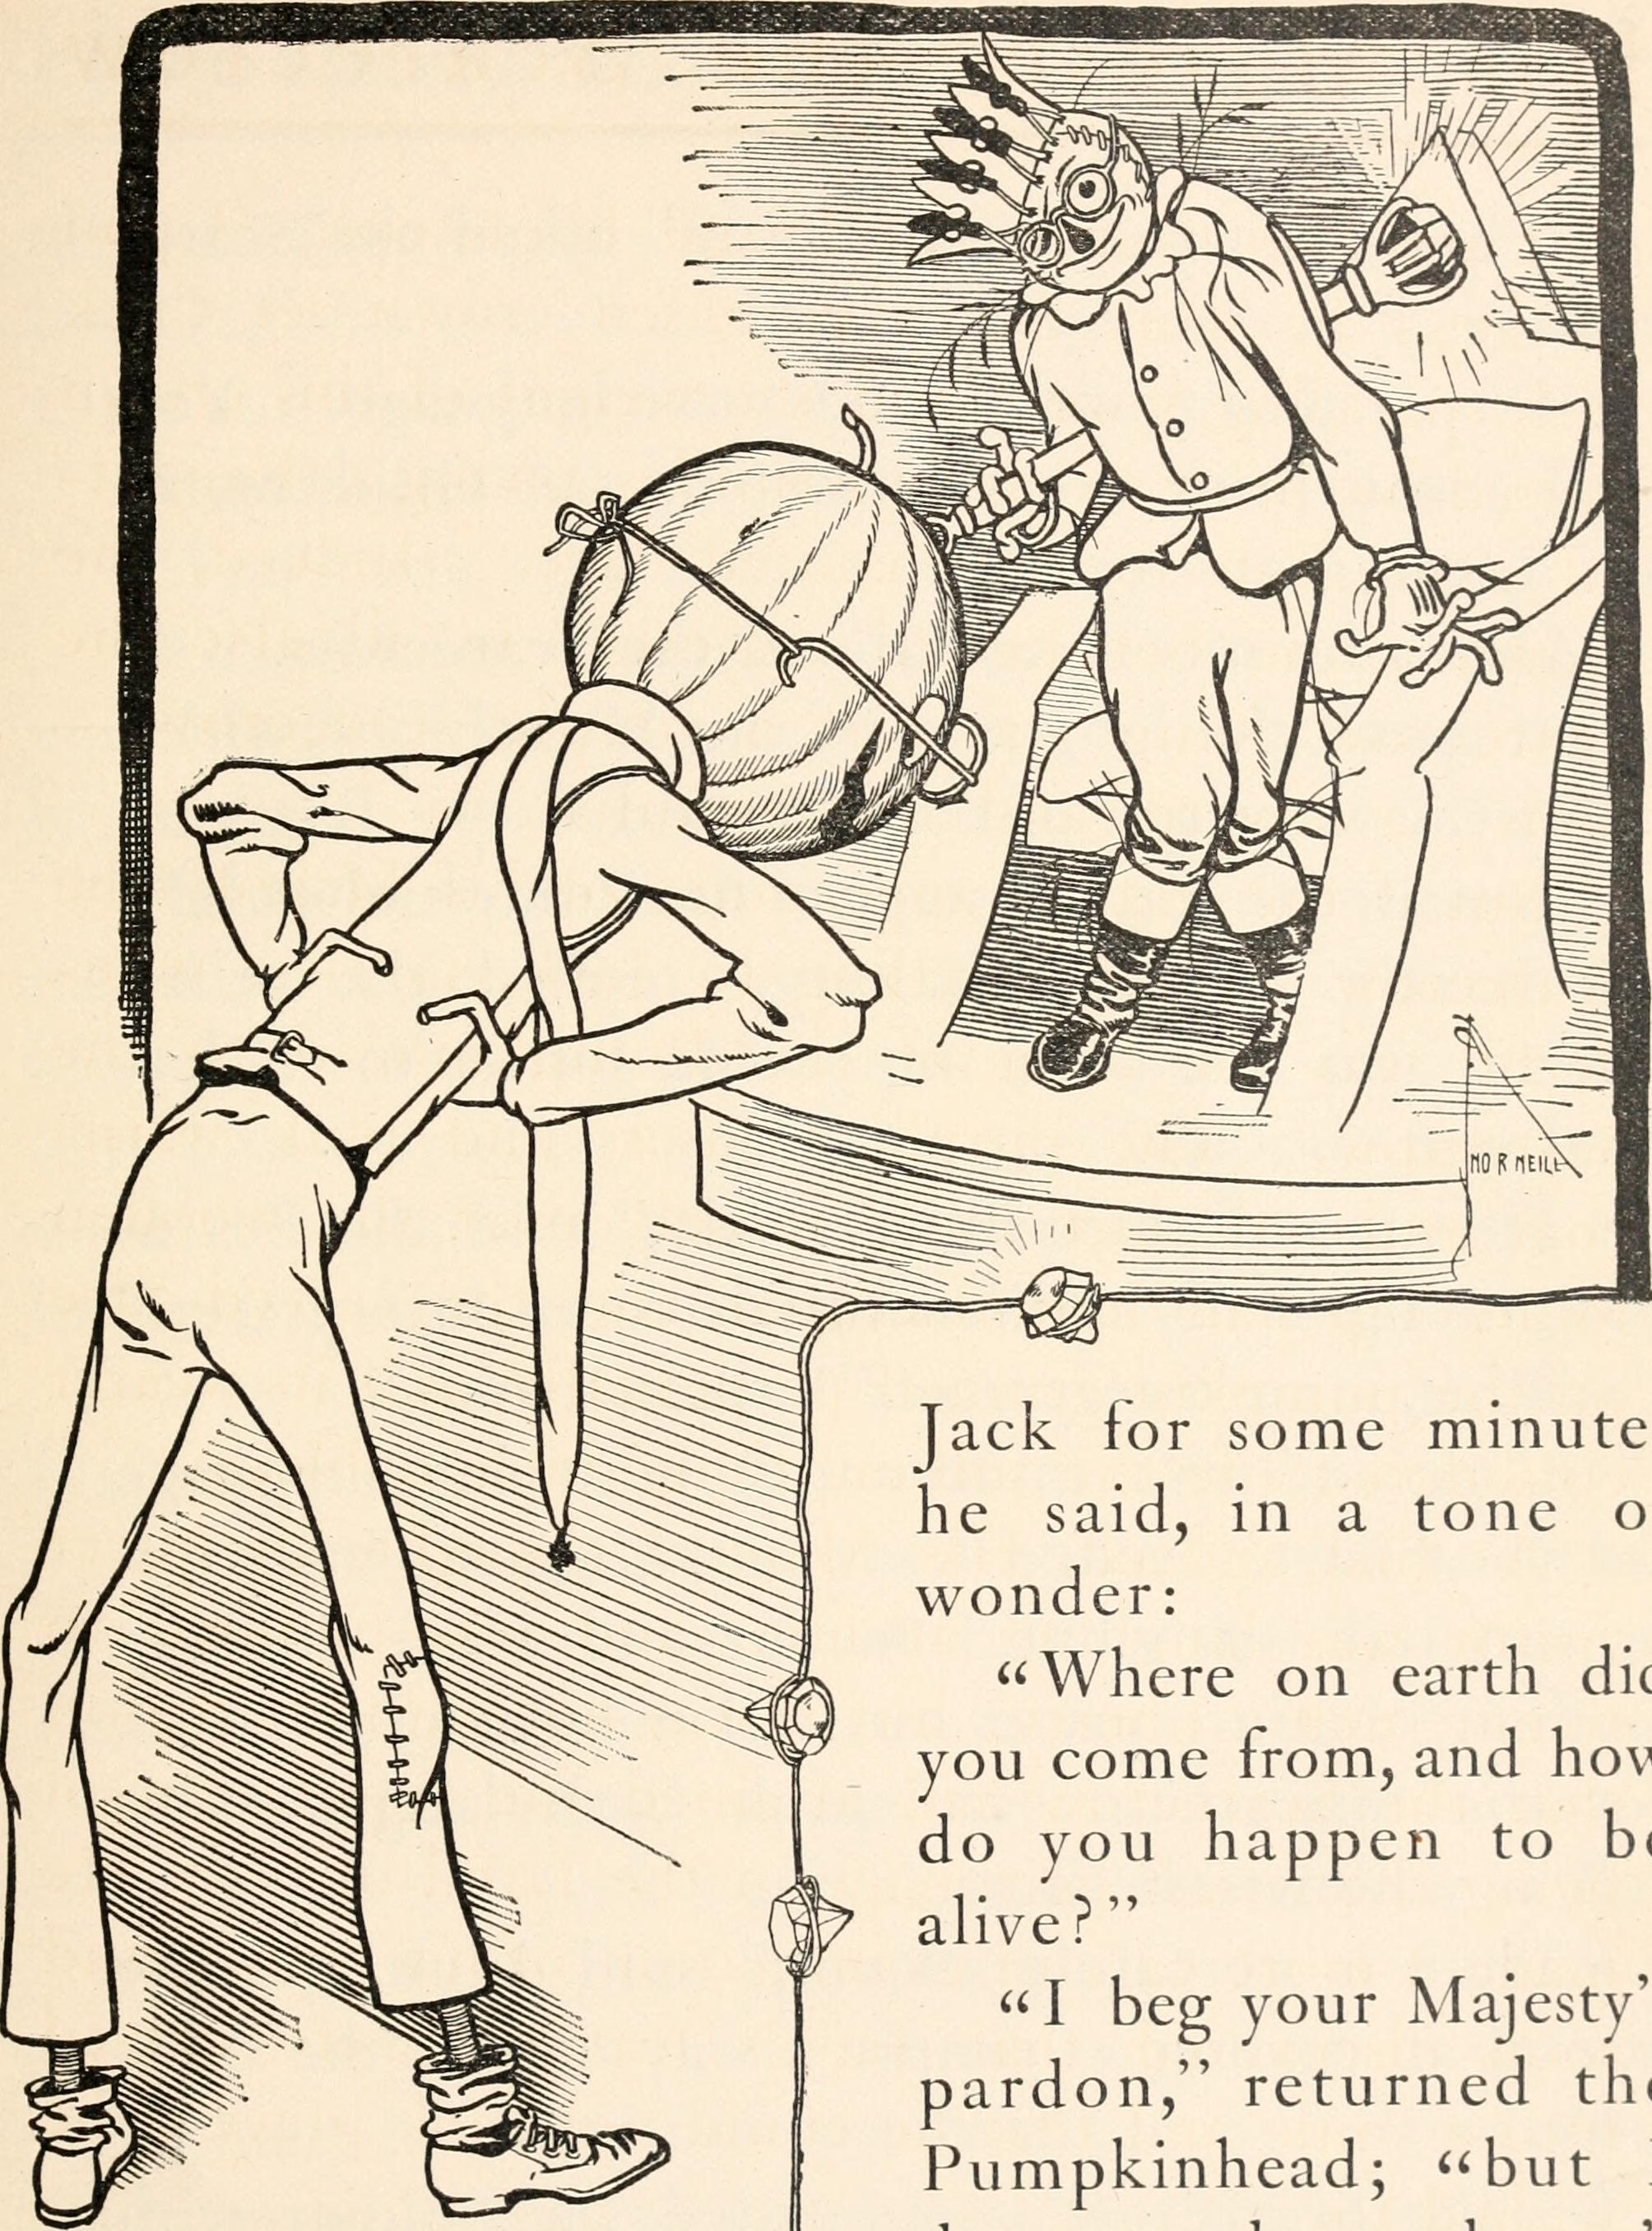 JNO R NEILL
Jack for some minute
he said, in a tone o
wonder:
“Where on earth did
you come from, and how
do you happen to be
alive?”
“I beg your Majesty’
pardon,” returned the
Pumpkinhead; “but